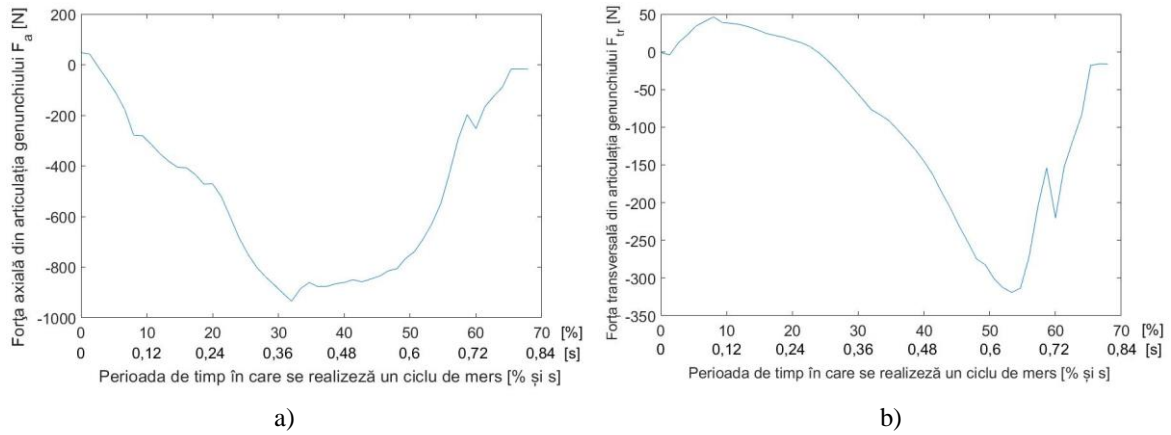 Forța axială din articulația genunchiului F_a [N]
200
0
-200
-400
-600
-800
-1000
0 10 20 30 40 50 60 70 [%]
0 0,12 0,24 0,36 0,48 0,6 0,72 0,84 [s]
Perioada de timp în care se realizeză un ciclu de mers [% și s]
a)
Forța transversală din articulația genunchiului F_tr [N]
50
0
-50
-100
-150
-200
-250
-300
-350
0 10 20 30 40 50 60 70 [%]
0 0,12 0,24 0,36 0,48 0,6 0,72 0,84 [s]
Perioada de timp în care se realizeză un ciclu de mers [% și s]
b)